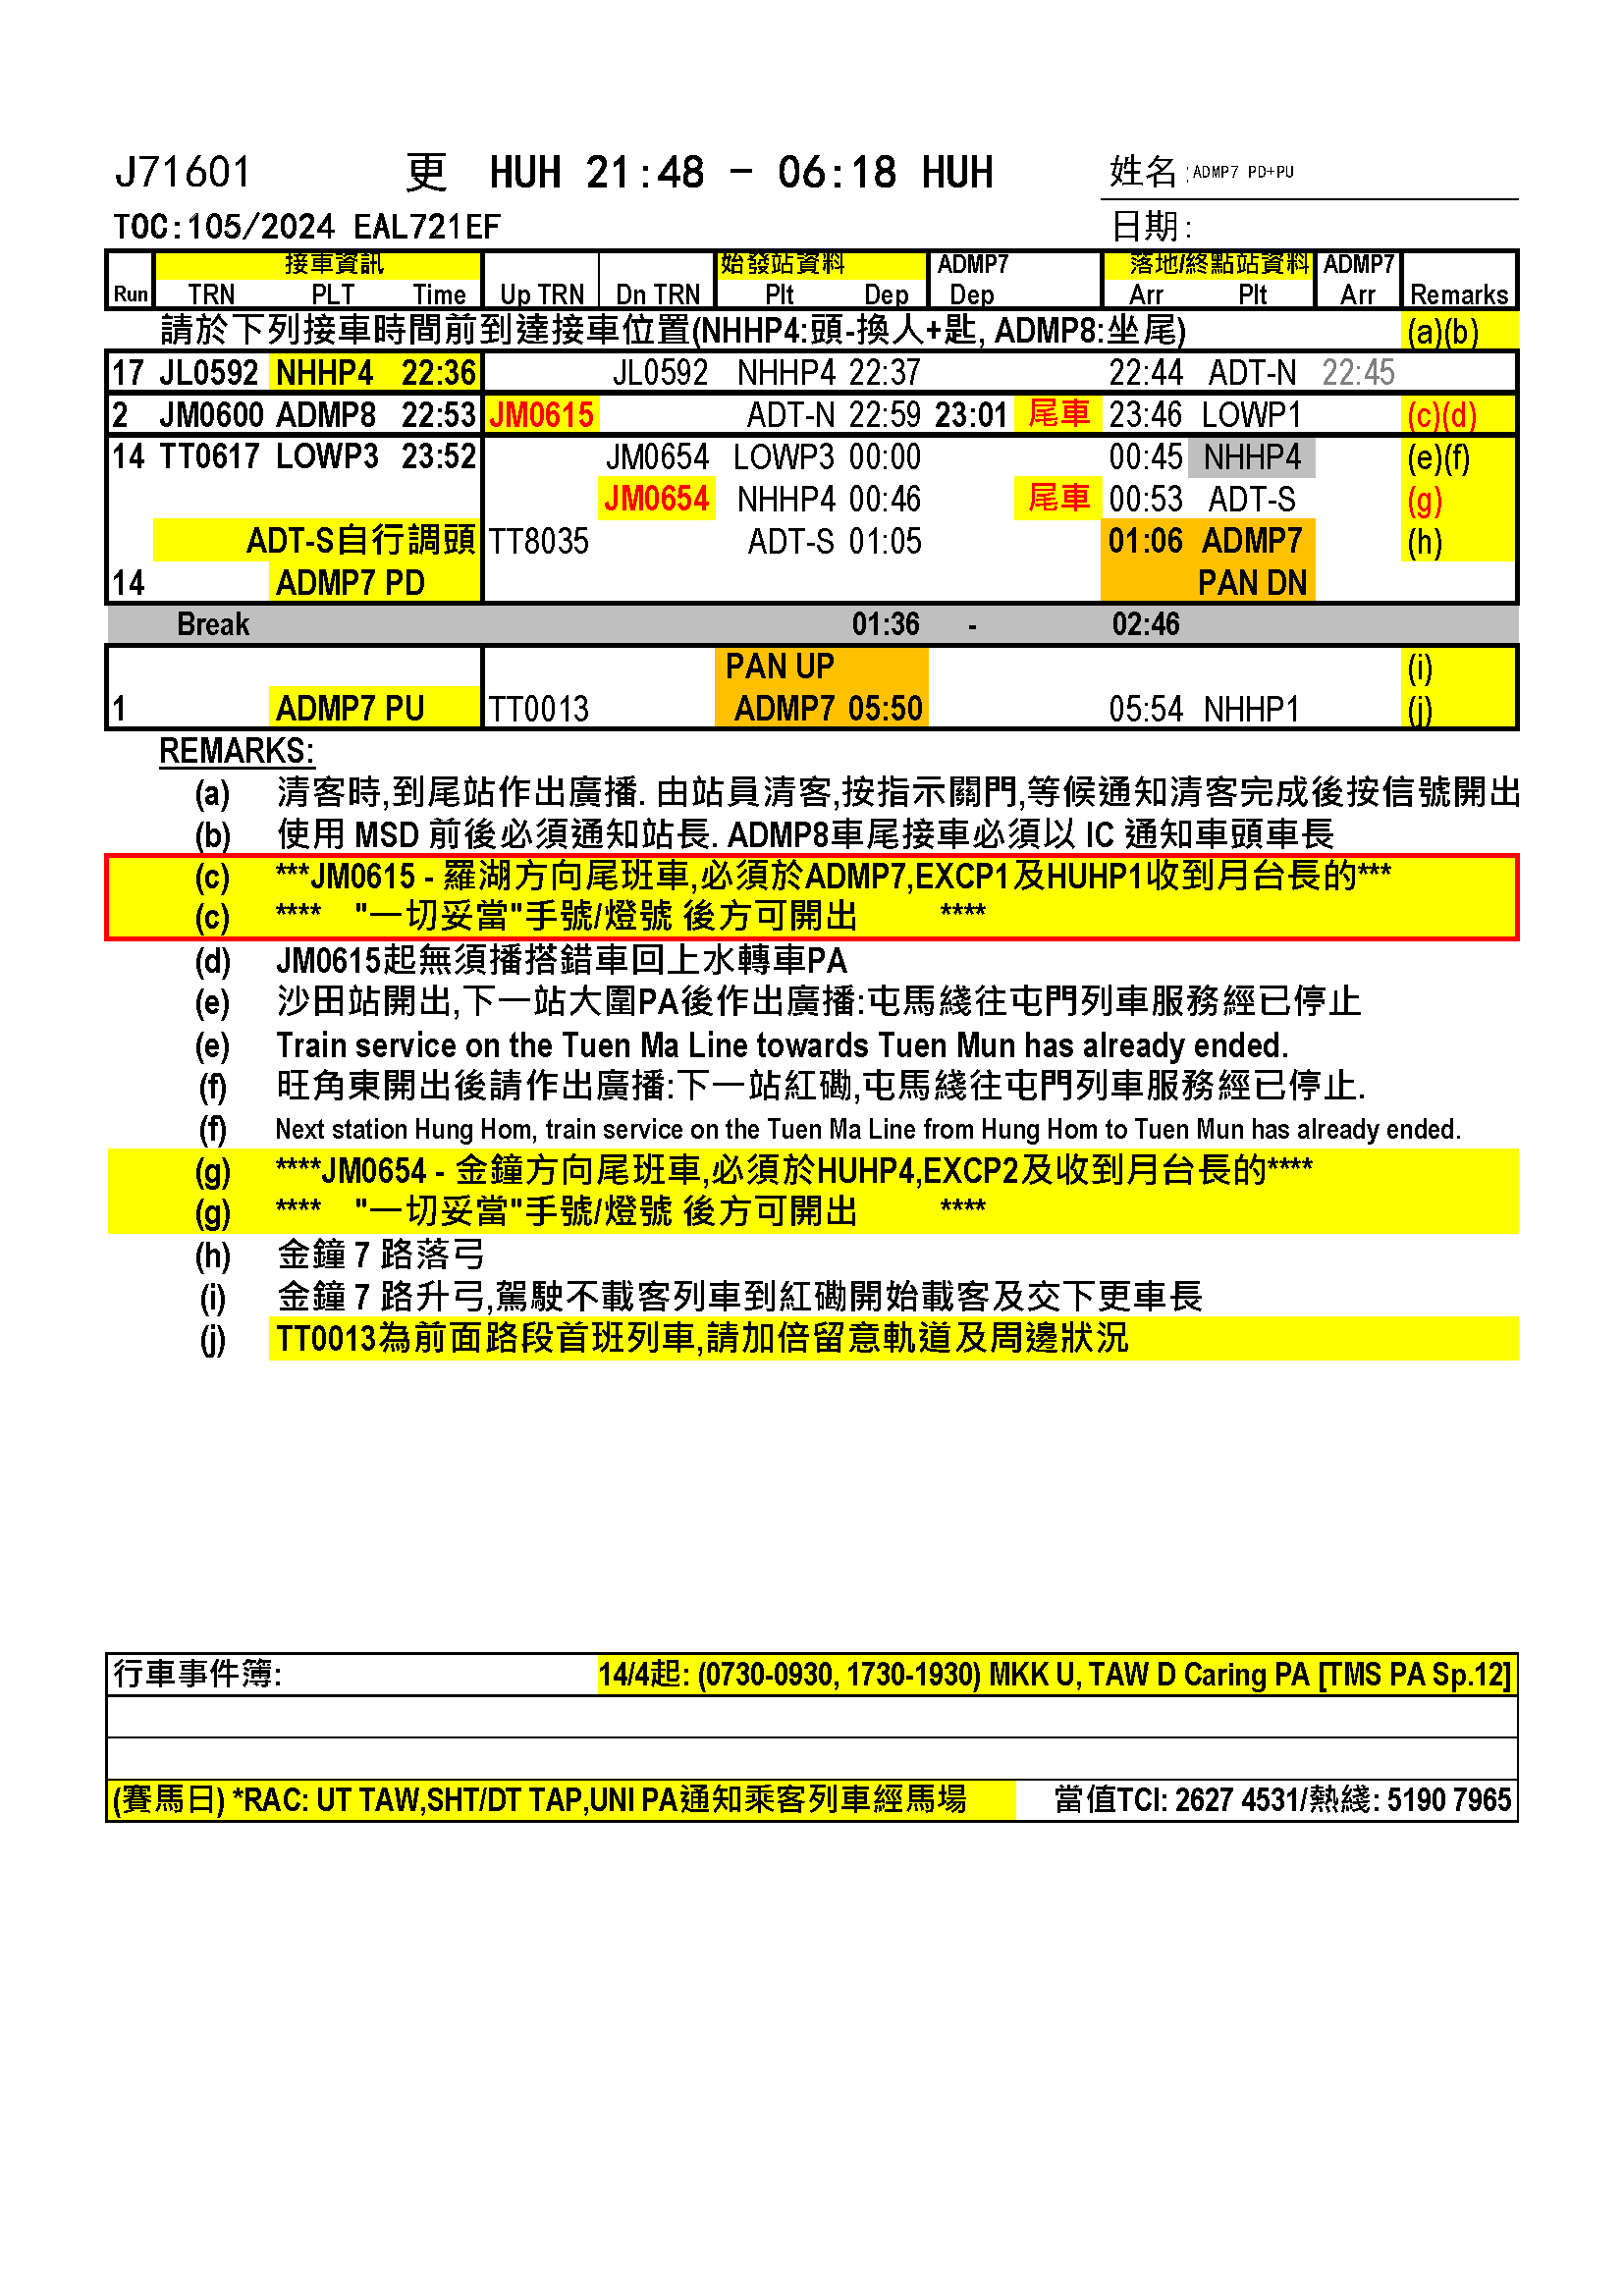 J71601 更 HUH 21:48 - 06:18 HUH 姓名:ADMP7 PD+PU
TOC:105/2024 EAL721EF 日期:
接車資訊 始發站資料 ADMP7 落地/終點站資料 ADMP7
Run TRN PLT Time Up TRN Dn TRN Plt Dep Dep Arr Plt Arr Remarks
請於下列接車時間前到達接車位置(NHHP4:頭-換人+匙, ADMP8:坐尾) (a)(b)
17 JL0592 NHHP4 22:36 JL0592 NHHP4 22:37 22:44 ADT-N 22:45
2 JM0600 ADMP8 22:53 JM0615 ADT-N 22:59 23:01 尾車 23:46 LOWP1 (c)(d)
14 TT0617 LOWP3 23:52 JM0654 LOWP3 00:00 00:45 NHHP4 (e)(f)
JM0654 NHHP4 00:46 尾車 00:53 ADT-S (g)
ADT-S自行調頭 TT8035 ADT-S 01:05 01:06 ADMP7 (h)
14 ADMP7 PD PAN DN
Break 01:36 - 02:46
PAN UP (i)
1 ADMP7 PU TT0013 ADMP7 05:50 05:54 NHHP1 (j)
REMARKS:
(a) 清客時,到尾站作出廣播. 由站員清客,按指示關門,等候通知清客完成後按信號開出
(b) 使用 MSD 前後必須通知站長. ADMP8車尾接車必須以 IC 通知車頭車長
(c) ***JM0615 - 羅湖方向尾班車,必須於ADMP7,EXCP1及HUHP1收到月台長的***
(c) **** "一切妥當"手號/燈號 後方可開出 ****
(d) JM0615起無須播搭錯車回上水轉車PA
(e) 沙田站開出,下一站大圍PA後作出廣播:屯馬綫往屯門列車服務經已停止
(e) Train service on the Tuen Ma Line towards Tuen Mun has already ended.
(f) 旺角東開出後請作出廣播:下一站紅磡,屯馬綫往屯門列車服務經已停止.
(f) Next station Hung Hom, train service on the Tuen Ma Line from Hung Hom to Tuen Mun has already ended.
(g) ****JM0654 - 金鐘方向尾班車,必須於HUHP4,EXCP2及收到月台長的****
(g) **** "一切妥當"手號/燈號 後方可開出 ****
(h) 金鐘 7 路落弓
(i) 金鐘 7 路升弓,駕駛不載客列車到紅磡開始載客及交下更車長
(j) TT0013為前面路段首班列車,請加倍留意軌道及周邊狀況
行車事件簿: 14/4起: (0730-0930, 1730-1930) MKK U, TAW D Caring PA [TMS PA Sp.12]
(賽馬日) *RAC: UT TAW,SHT/DT TAP,UNI PA通知乘客列車經馬場 當值TCI: 2627 4531/熱綫: 5190 7965